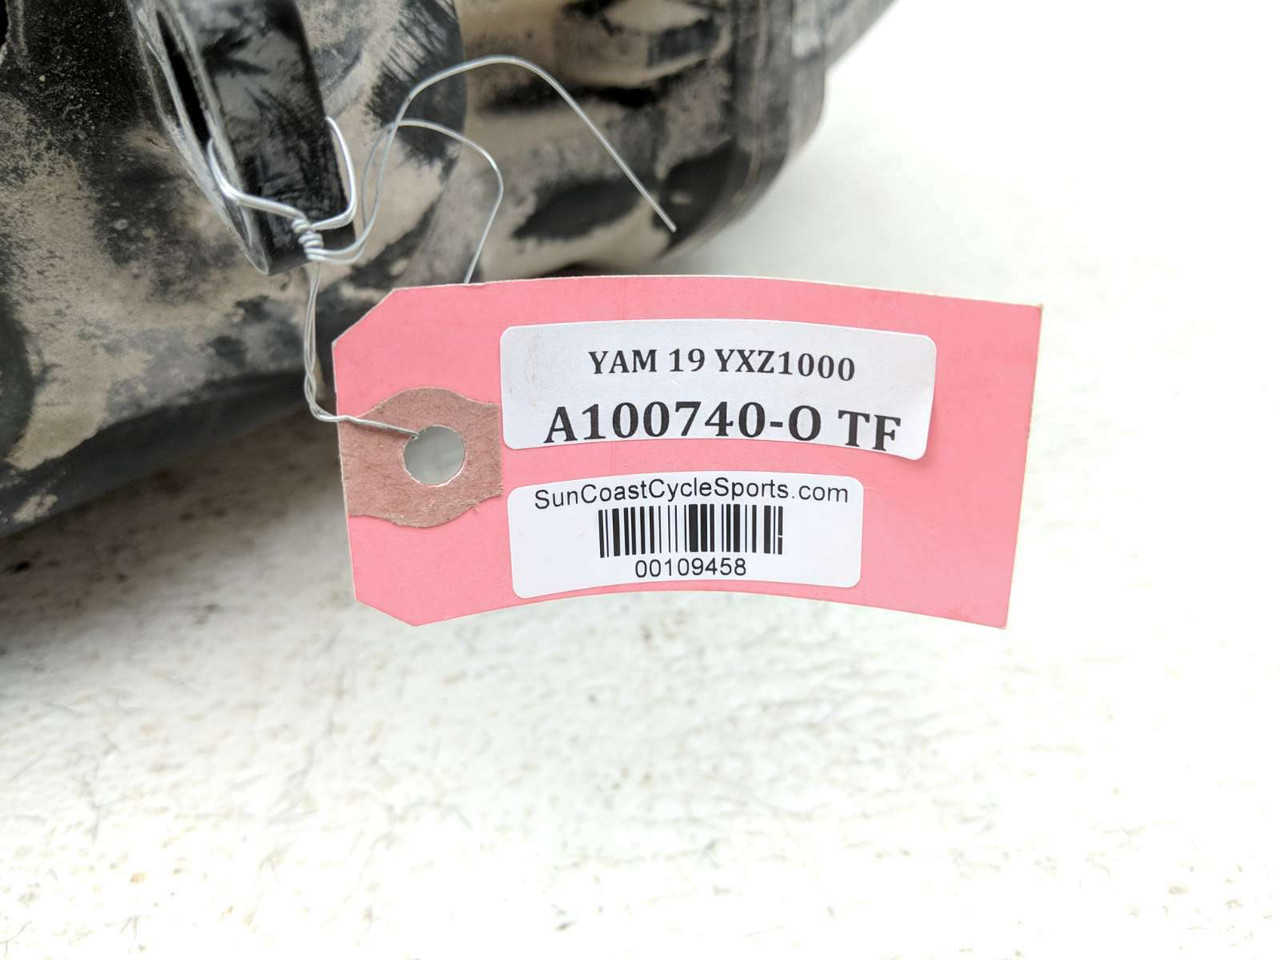 YAM 19 YXZ1000
A100740-O TF
SunCoastCycleSports.com
00109458